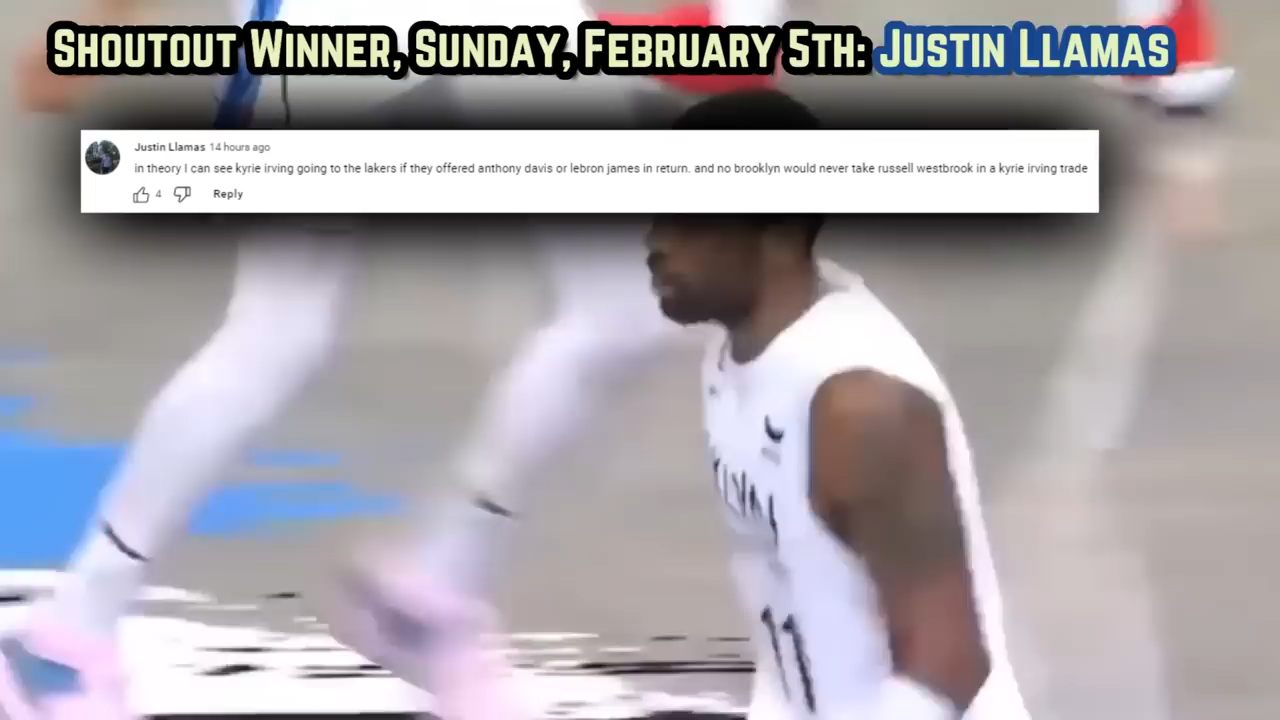 Shoutout Winner, Sunday, February 5th: Justin Llamas
Justin Llamas 14 hours ago
in theory I can see kyrie irving going to the lakers if they offered anthony davis or lebron james in return. and no brooklyn would never take russell westbrook in a kyrie irving trade
4 Reply
11